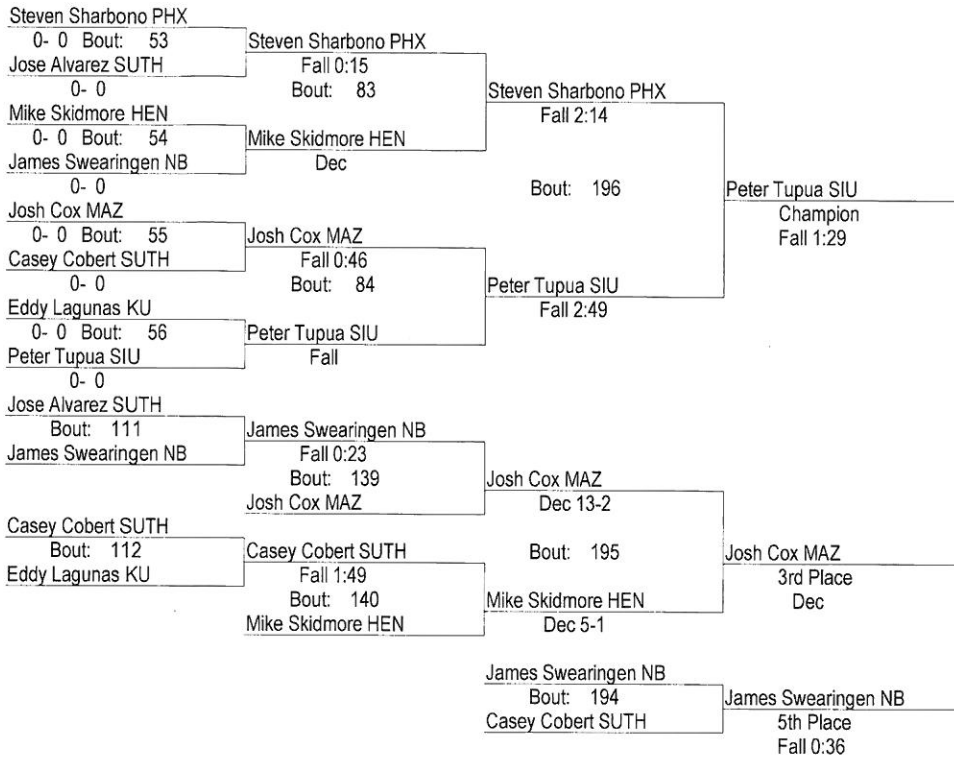 Steven Sharbono PHX
0- 0 Bout: 53
Steven Sharbono PHX
Jose Alvarez SUTH
Fall 0:15
0- 0
Bout: 83
Steven Sharbono PHX
Mike Skidmore HEN
Fall 2:14
0- 0 Bout: 54
Mike Skidmore HEN
James Swearingen NB
Dec
0- 0
Bout: 196
Peter Tupua SIU
Josh Cox MAZ
Champion
0- 0 Bout: 55
Josh Cox MAZ
Fall 1:29
Casey Cobert SUTH
Fall 0:46
0- 0
Bout: 84
Peter Tupua SIU
Eddy Lagunas KU
Fall 2:49
0- 0 Bout: 56
Peter Tupua SIU
Peter Tupua SIU
Fall
0- 0
Jose Alvarez SUTH
Bout: 111
James Swearingen NB
James Swearingen NB
Fall 0:23
Bout: 139
Josh Cox MAZ
Josh Cox MAZ
Dec 13-2
Casey Cobert SUTH
Bout: 112
Casey Cobert SUTH
Bout: 195
Josh Cox MAZ
Eddy Lagunas KU
Fall 1:49
3rd Place
Bout: 140
Mike Skidmore HEN
Dec
Mike Skidmore HEN
Dec 5-1
James Swearingen NB
Bout: 194
James Swearingen NB
Casey Cobert SUTH
5th Place
Fall 0:36